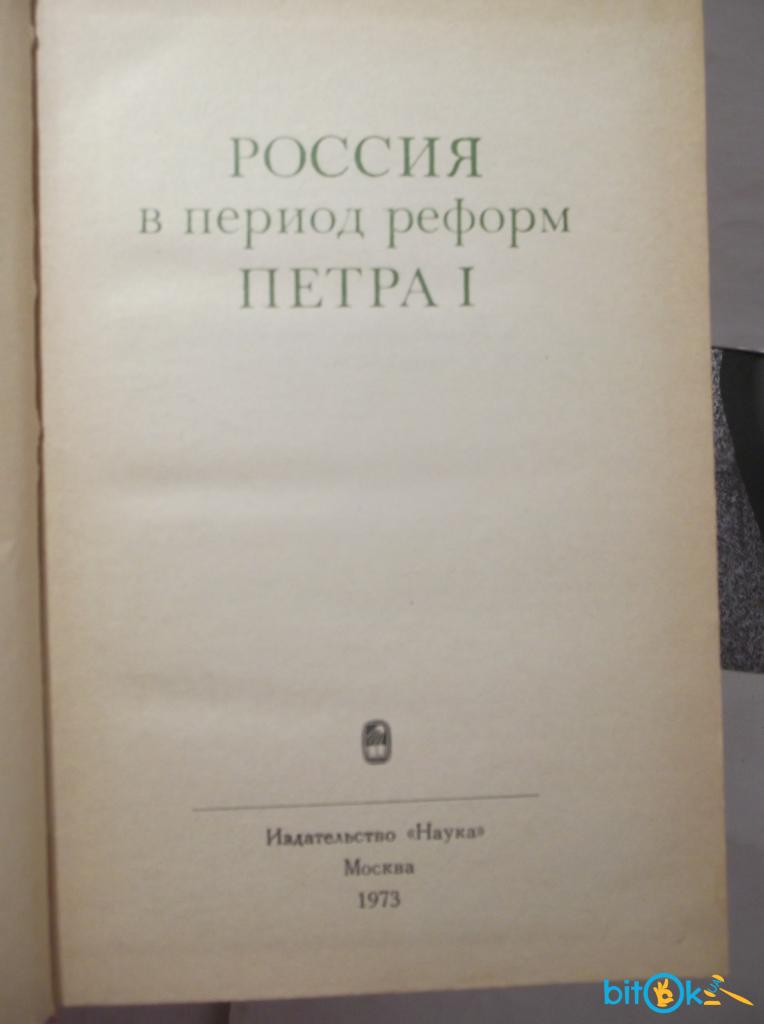 РОССИЯ
в период реформ
ПЕТРА I
Издательство «Наука»
Москва
1973
bitOk